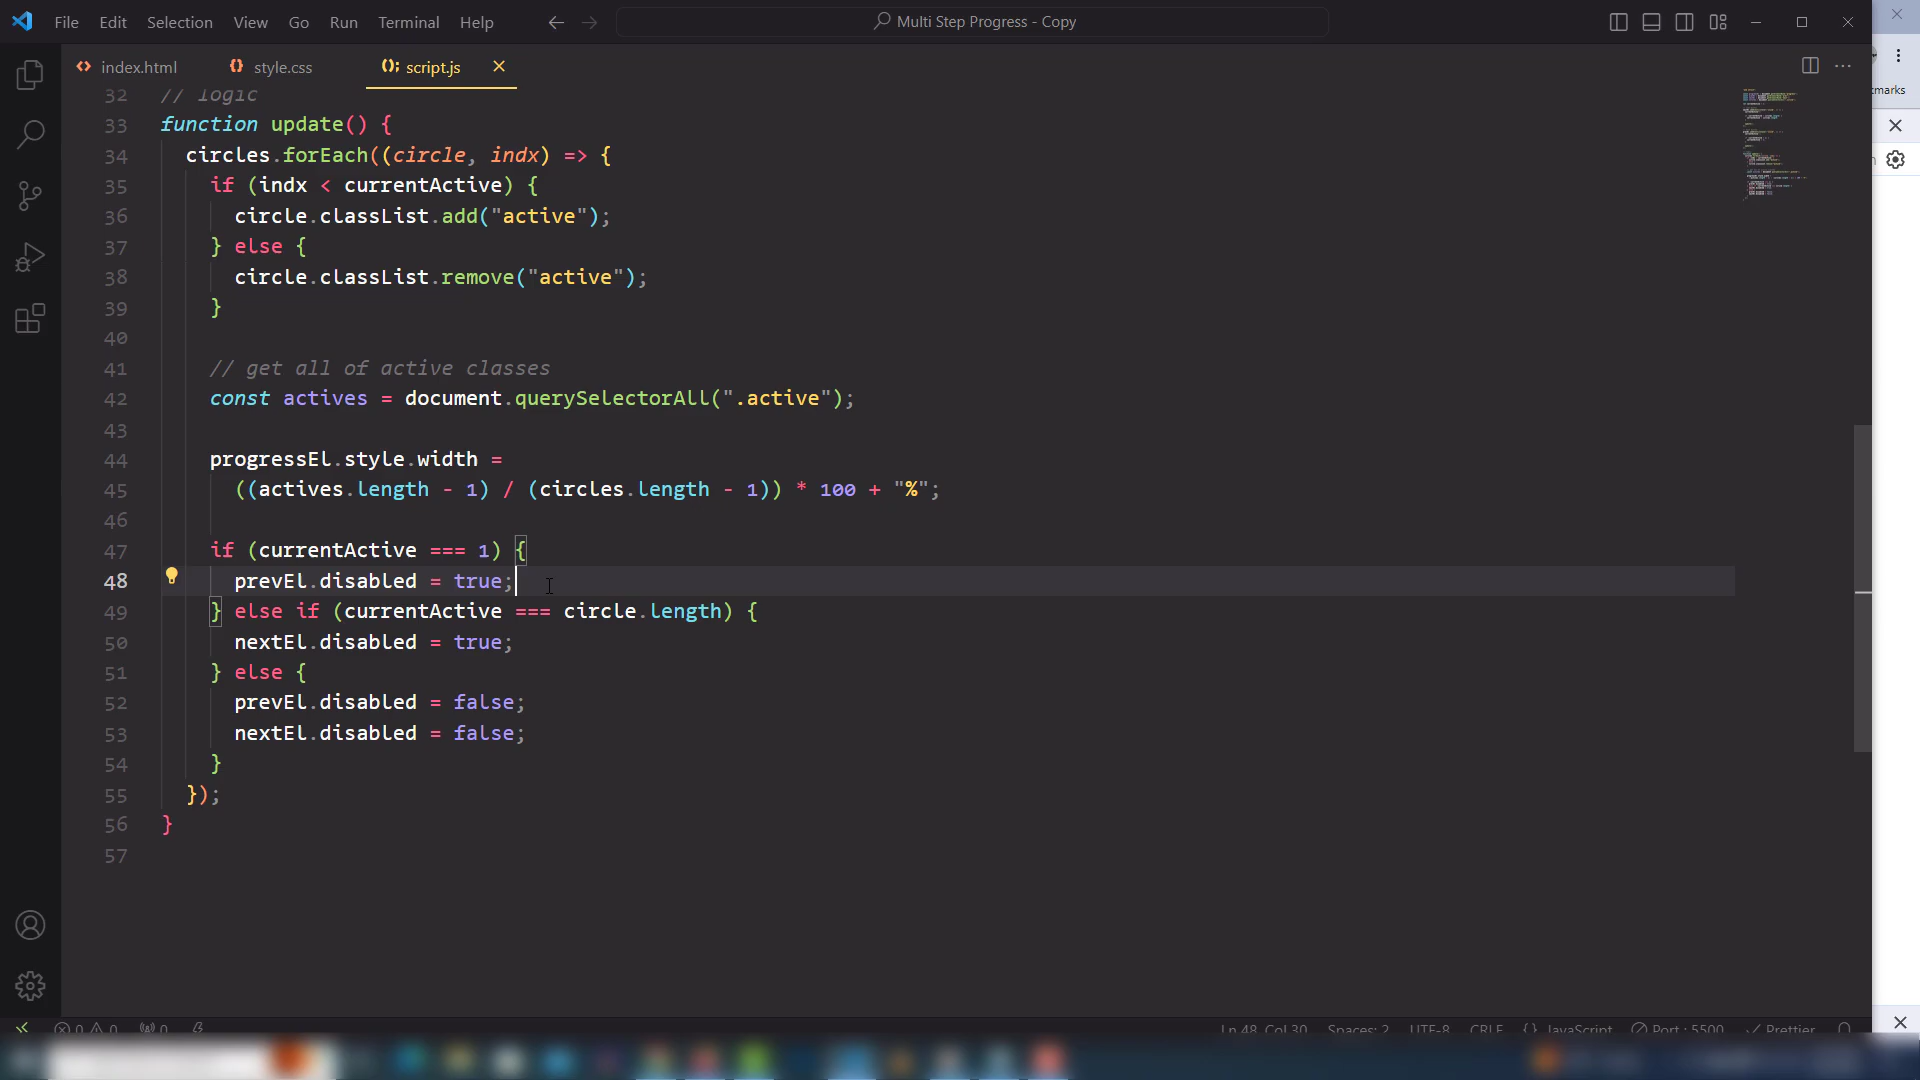 File Edit Selection View Go Run Terminal Help
Multi Step Progress - Copy
index.html style.css script.js
32 // logic
33 function update() {
34 circles.forEach((circle, indx) => {
35 if (indx < currentActive) {
36 circle.classList.add("active");
37 } else {
38 circle.classList.remove("active");
39 }
40
41 // get all of active classes
42 const actives = document.querySelectorAll(".active");
43
44 progressEl.style.width =
45 ((actives.length - 1) / (circles.length - 1)) * 100 + "%";
46
47 if (currentActive === 1) {
48 prevEl.disabled = true;
49 } else if (currentActive === circle.length) {
50 nextEl.disabled = true;
51 } else {
52 prevEl.disabled = false;
53 nextEl.disabled = false;
54 }
55 });
56 }
57
kmarks
0 0 0 Ln 48, Col 30 Spaces: 2 UTF-8 CRLF {} JavaScript Port : 5500 Prettier